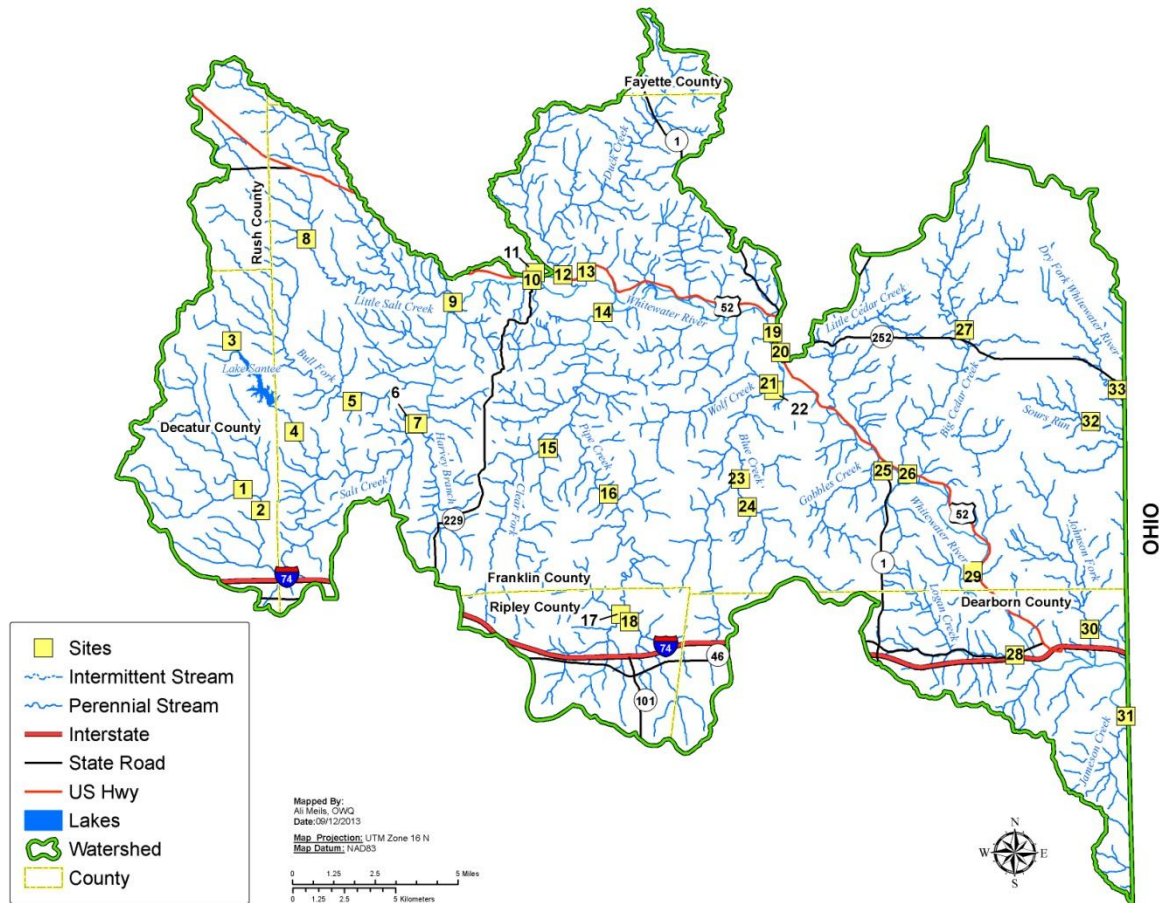 Fayette County
1
Duck Creek
Rush County
8
11
10
12
13
9
Little Salt Creek
14
Whitewater River
52
Little Cedar Creek
Dry Fork Whitewater River
19
20
252
27
3
Lake Santee
Bull Fork
5
6
7
Wolf Creek
21
22
Big Cedar Creek
33
Sours Run
32
Decatur County
4
Harvey Branch
15
Pipe Creek
Blue Creek
23
Gobbles Creek
25
26
1
2
Salt Creek
229
Clear Fork
16
24
Whitewater River
52
Johnson Fork
OHIO
74
Franklin County
1
29
Logan Creek
Ripley County
Dearborn County
17
18
30
74
46
28
101
31
Jameson Creek
Sites
Intermittent Stream
Perennial Stream
Interstate
State Road
US Hwy
Lakes
Watershed
County
Mapped By:
Ali Meils, OWQ
Date:09/12/2013
Map Projection: UTM Zone 16 N
Map Datum: NAD83
0 1.25 2.5 5 Miles
0 1.25 2.5 5 Kilometers
N
W E
S